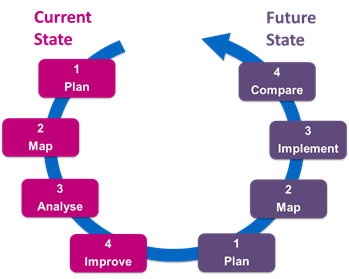 Current
State
1
Plan
2
Map
3
Analyse
4
Improve
Future
State
4
Compare
3
Implement
2
Map
1
Plan